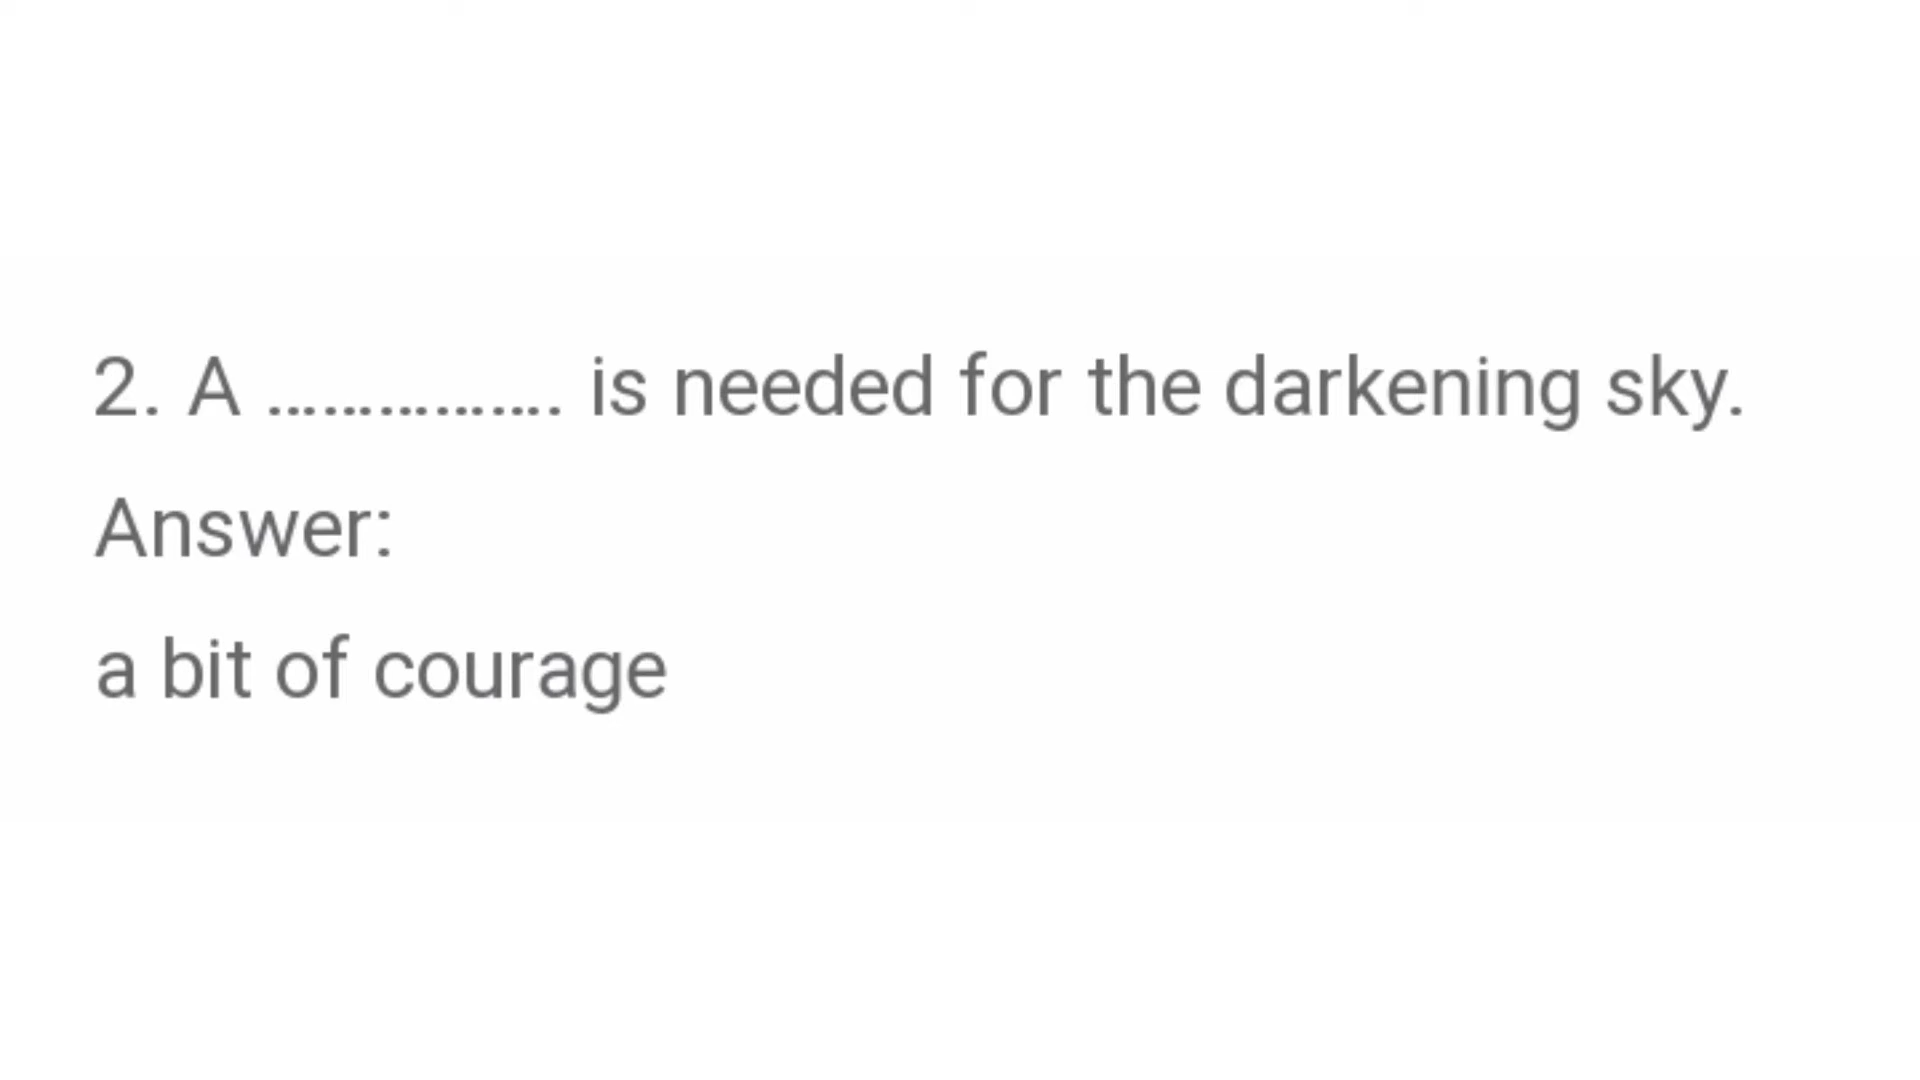 2. A ................ is needed for the darkening sky.
Answer:
a bit of courage